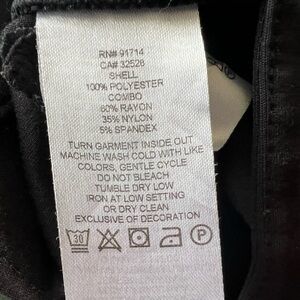 RN# 91714
CA# 32526
SHELL
100% POLYESTER
COMBO
60% RAYON
35% NYLON
5% SPANDEX
TURN GARMENT INSIDE OUT
MACHINE WASH COLD WITH LIKE
COLORS, GENTLE CYCLE
DO NOT BLEACH
TUMBLE DRY LOW
IRON AT LOW SETTING
OR DRY CLEAN
EXCLUSIVE OF DECORATION
30 P